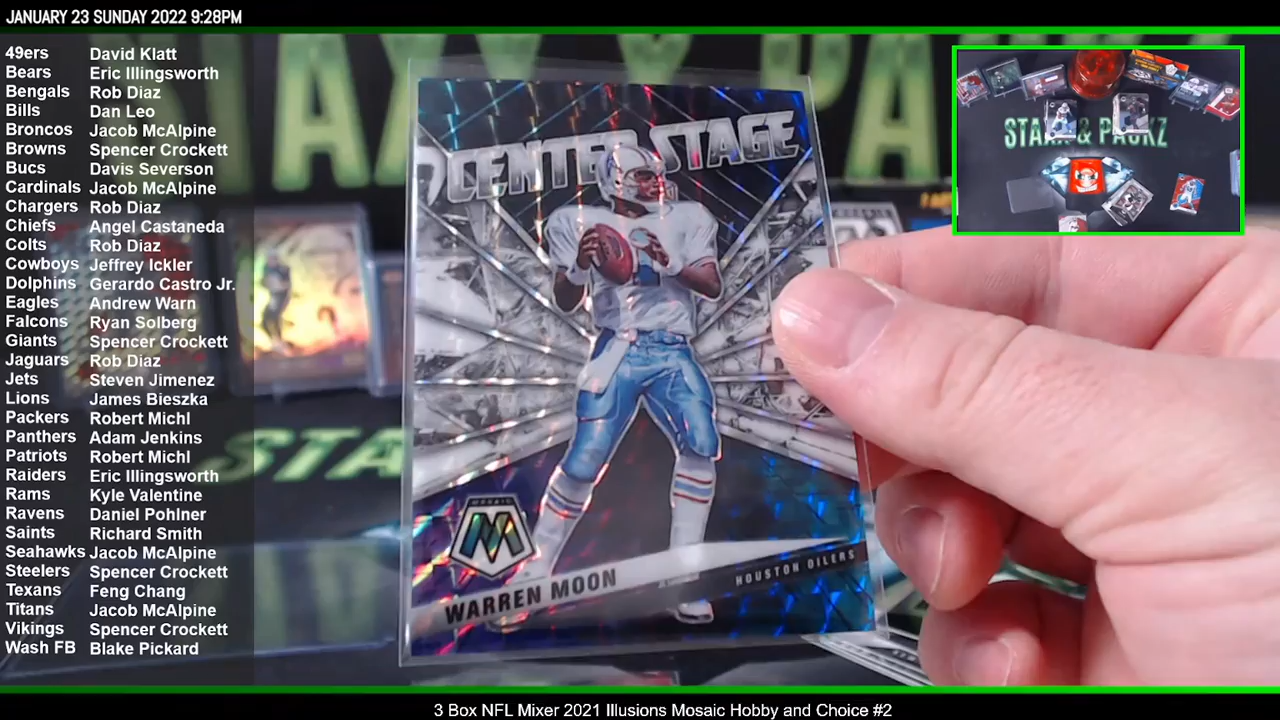 JANUARY 23 SUNDAY 2022 9:28PM
49ers David Klatt
Bears Eric Illingsworth
Bengals Rob Diaz
Bills Dan Leo
Broncos Jacob McAlpine
Browns Spencer Crockett
Bucs Davis Severson
Cardinals Jacob McAlpine
Chargers Rob Diaz
Chiefs Angel Castaneda
Colts Rob Diaz
Cowboys Jeffrey Ickler
Dolphins Gerardo Castro Jr.
Eagles Andrew Warn
Falcons Ryan Solberg
Giants Spencer Crockett
Jaguars Rob Diaz
Jets Steven Jimenez
Lions James Bieszka
Packers Robert Michl
Panthers Adam Jenkins
Patriots Robert Michl
Raiders Eric Illingsworth
Rams Kyle Valentine
Ravens Daniel Pohlner
Saints Richard Smith
Seahawks Jacob McAlpine
Steelers Spencer Crockett
Texans Feng Chang
Titans Jacob McAlpine
Vikings Spencer Crockett
Wash FB Blake Pickard
CENTER STAGE
MOSAIC
M
WARREN MOON
HOUSTON OILERS
STAXX & PACKZ
3 Box NFL Mixer 2021 Illusions Mosaic Hobby and Choice #2